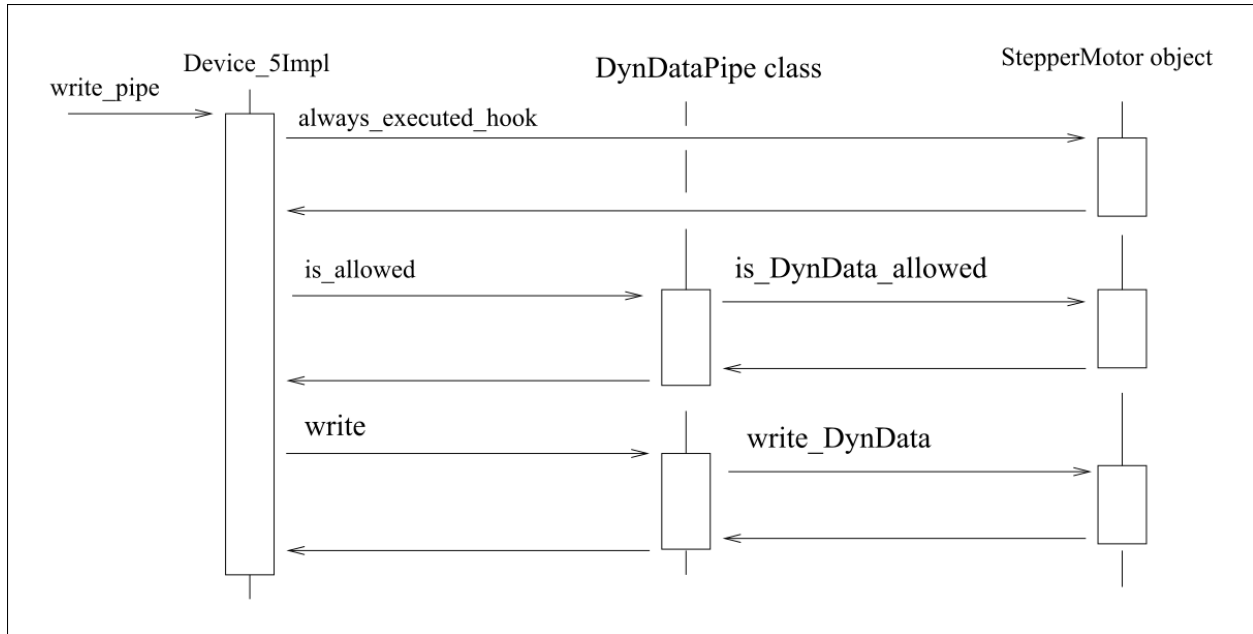 Device_5Impl
DynDataPipe class
StepperMotor object
write_pipe
always_executed_hook
is_allowed
is_DynData_allowed
write
write_DynData